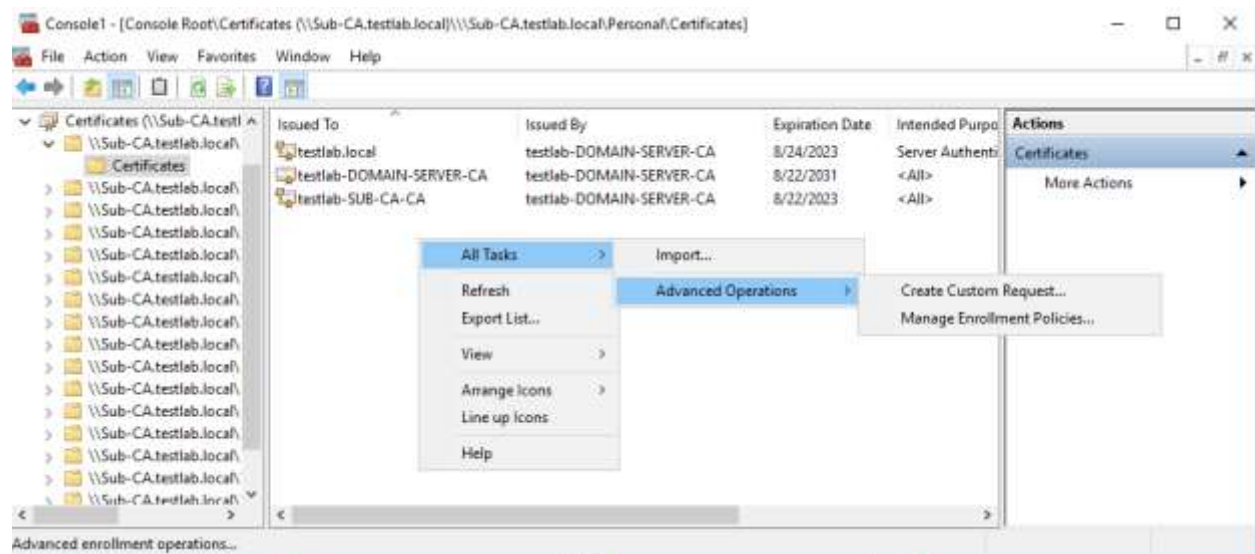 Console1 - [Console Root\Certificates (\\Sub-CA.testlab.local)\\\Sub-CA.testlab.local\Personal\Certificates]
File Action View Favorites Window Help
Certificates (\\Sub-CA.testl
\\Sub-CA.testlab.local\
Certificates
\\Sub-CA.testlab.local\
\\Sub-CA.testlab.local\
\\Sub-CA.testlab.local\
\\Sub-CA.testlab.local\
\\Sub-CA.testlab.local\
\\Sub-CA.testlab.local\
\\Sub-CA.testlab.local\
\\Sub-CA.testlab.local\
\\Sub-CA.testlab.local\
\\Sub-CA.testlab.local\
\\Sub-CA.testlab.local\
\\Sub-CA.testlab.local\
\\Sub-CA.testlab.local\
\\Sub-CA.testlab.local\
Issued To Issued By Expiration Date Intended Purpo
testlab.local testlab-DOMAIN-SERVER-CA 8/24/2023 Server Authenti
testlab-DOMAIN-SERVER-CA testlab-DOMAIN-SERVER-CA 8/22/2031 <All>
testlab-SUB-CA-CA testlab-DOMAIN-SERVER-CA 8/22/2023 <All>
All Tasks
Refresh
Export List...
View
Arrange Icons
Line up Icons
Help
Import...
Advanced Operations
Create Custom Request...
Manage Enrollment Policies...
Actions
Certificates
More Actions
Advanced enrollment operations...